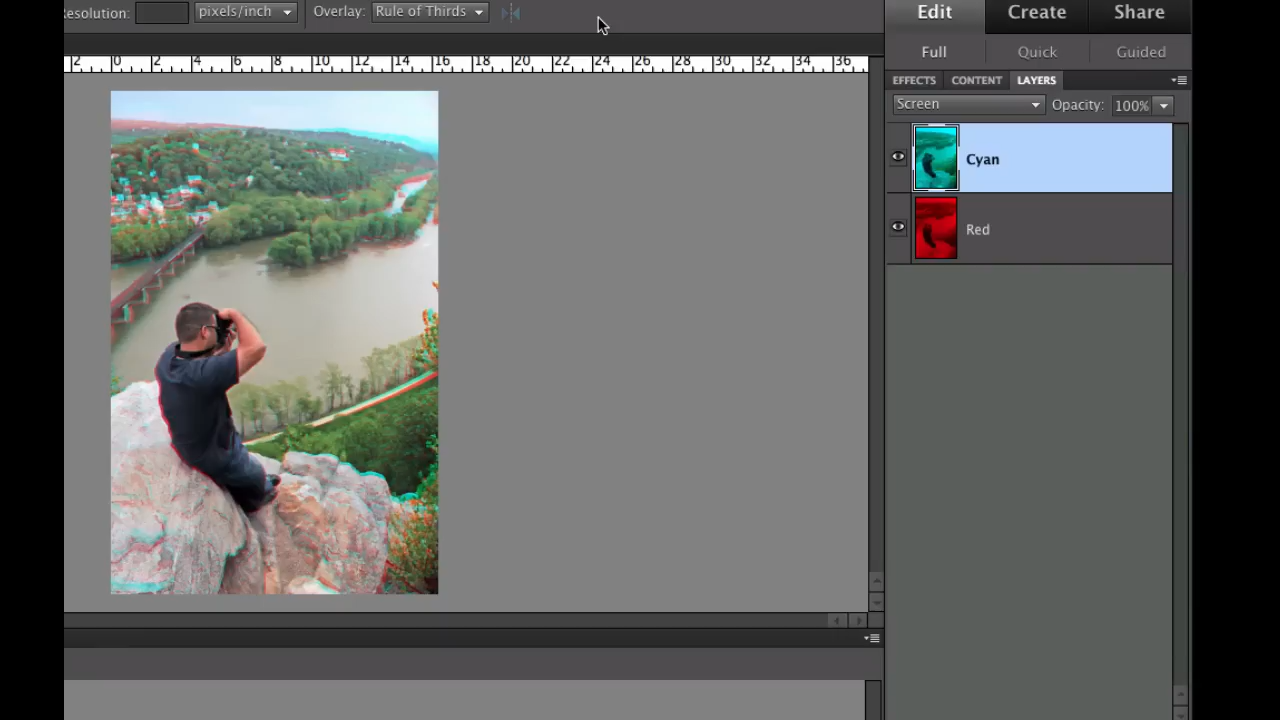 Resolution: pixels/inch Overlay: Rule of Thirds
Edit Create Share
Full Quick Guided
2 0 2 4 6 8 10 12 14 16 18 20 22 24 26 28 30 32 34 36
EFFECTS CONTENT LAYERS
Screen Opacity: 100%
Cyan
Red